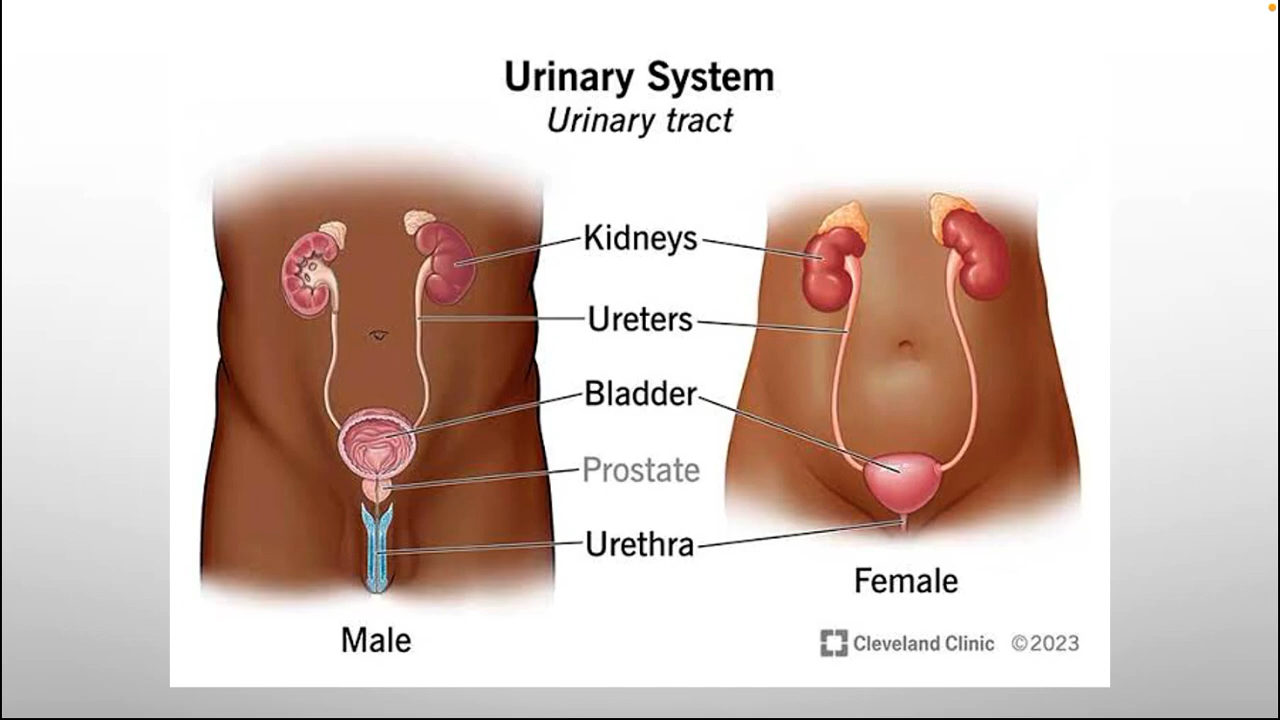 Urinary System
Urinary tract
Kidneys
Ureters
Bladder
Prostate
Urethra
Male
Female
Cleveland Clinic ©2023